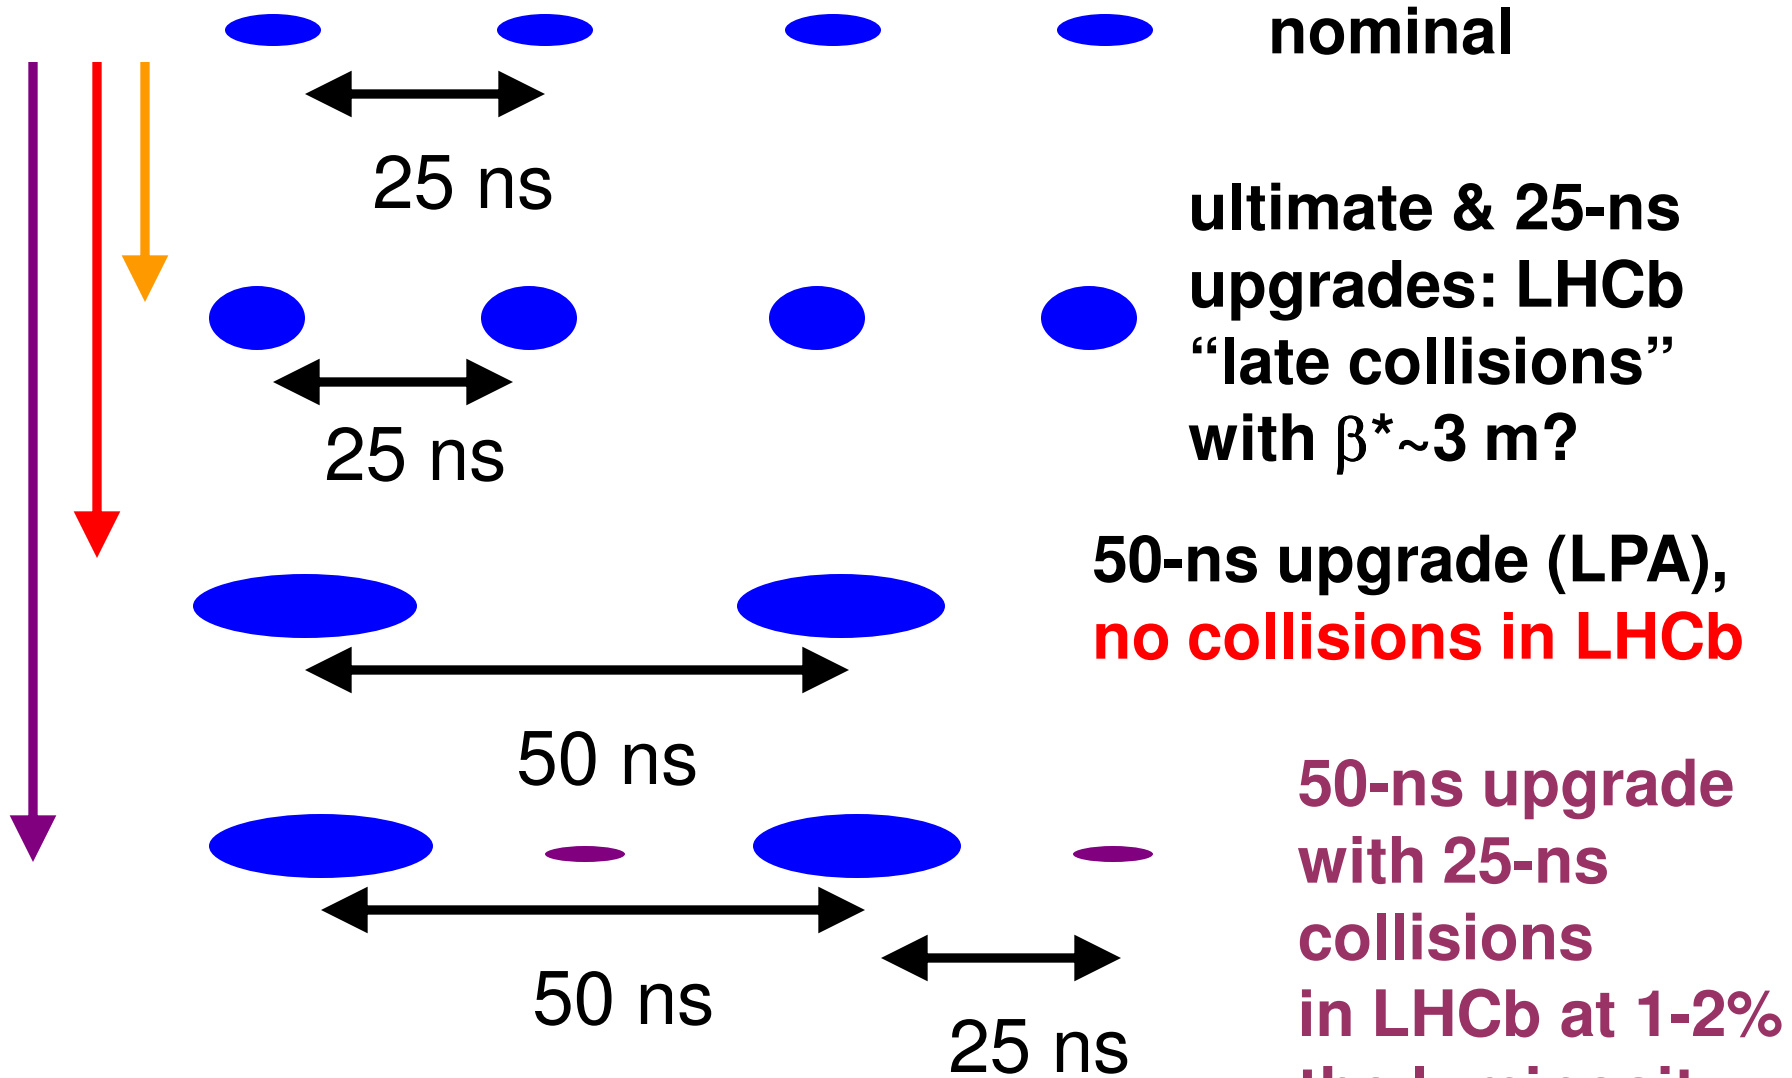 nominal
25 ns
ultimate & 25-ns
upgrades: LHCb
“late collisions”
with β*~3 m?
25 ns
50-ns upgrade (LPA),
no collisions in LHCb
50 ns
50-ns upgrade
with 25-ns
collisions
in LHCb at 1-2%
50 ns
25 ns